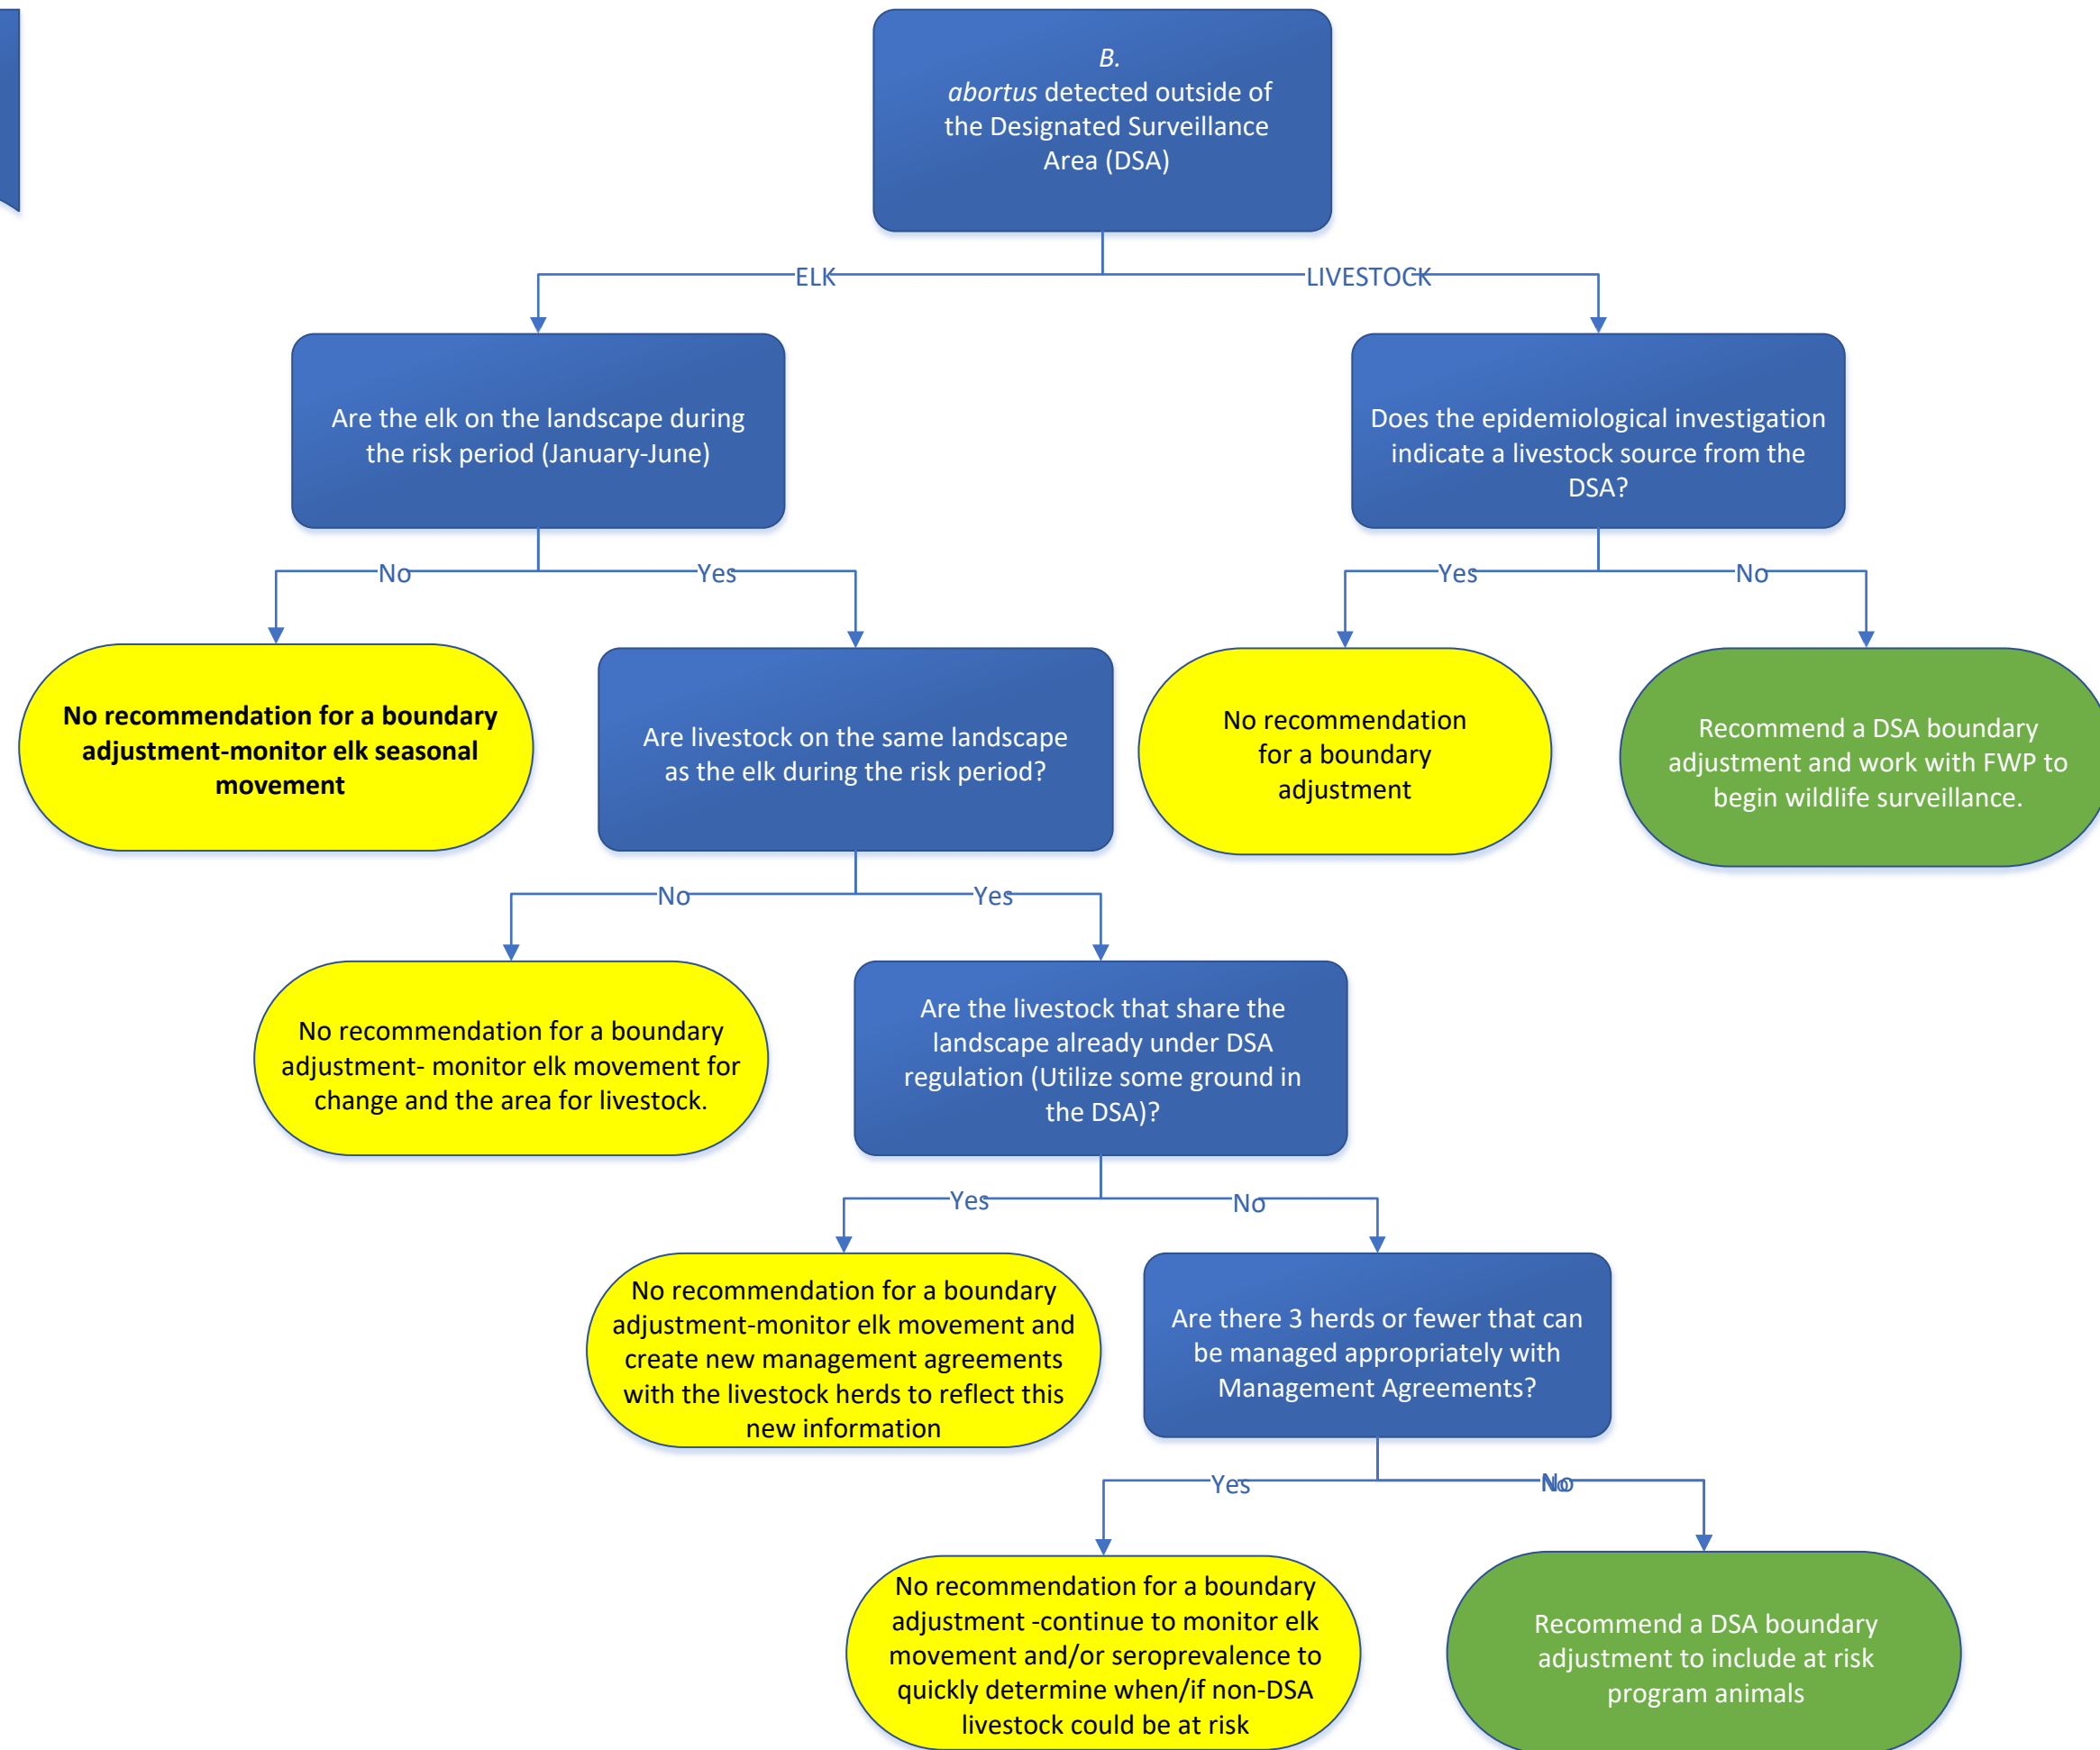 B.
abortus detected outside of
the Designated Surveillance
Area (DSA)
ELK
LIVESTOCK
Are the elk on the landscape during
the risk period (January-June)
Does the epidemiological investigation
indicate a livestock source from the
DSA?
No
Yes
Yes
No
No recommendation for a boundary
adjustment-monitor elk seasonal
movement
Are livestock on the same landscape
as the elk during the risk period?
No recommendation
for a boundary
adjustment
Recommend a DSA boundary
adjustment and work with FWP to
begin wildlife surveillance.
No
Yes
No recommendation for a boundary
adjustment- monitor elk movement for
change and the area for livestock.
Are the livestock that share the
landscape already under DSA
regulation (Utilize some ground in
the DSA)?
Yes
No
No recommendation for a boundary
adjustment-monitor elk movement and
create new management agreements
with the livestock herds to reflect this
new information
Are there 3 herds or fewer that can
be managed appropriately with
Management Agreements?
Yes
No
No recommendation for a boundary
adjustment -continue to monitor elk
movement and/or seroprevalence to
quickly determine when/if non-DSA
livestock could be at risk
Recommend a DSA boundary
adjustment to include at risk
program animals